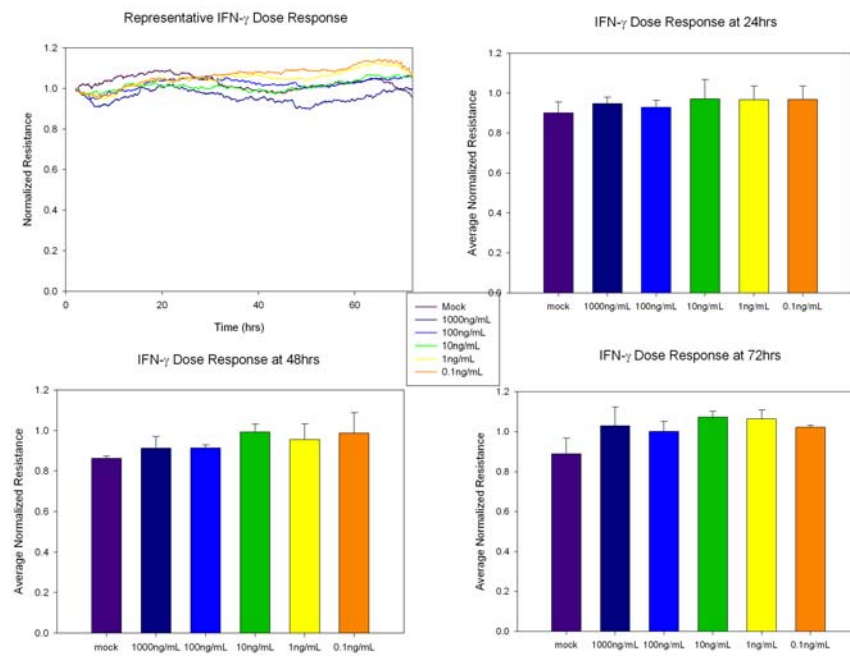 Representative IFN-γ Dose Response
Normalized Resistance
1.2
1.0
0.8
0.6
0.4
0.2
0.0
0 20 40 60
Time (hrs)
IFN-γ Dose Response at 24hrs
Average Normalized Resistance
1.2
1.0
0.8
0.6
0.4
0.2
0.0
mock 1000ng/mL 100ng/mL 10ng/mL 1ng/mL 0.1ng/mL
Mock
1000ng/mL
100ng/mL
10ng/mL
1ng/mL
0.1ng/mL
IFN-γ Dose Response at 48hrs
Average Normalized Resistance
1.2
1.0
0.8
0.6
0.4
0.2
0.0
mock 1000ng/mL 100ng/mL 10ng/mL 1ng/mL 0.1ng/mL
IFN-γ Dose Response at 72hrs
Average Normalized Resistance
1.2
1.0
0.8
0.6
0.4
0.2
0.0
mock 1000ng/mL 100ng/mL 10ng/mL 1ng/mL 0.1ng/mL